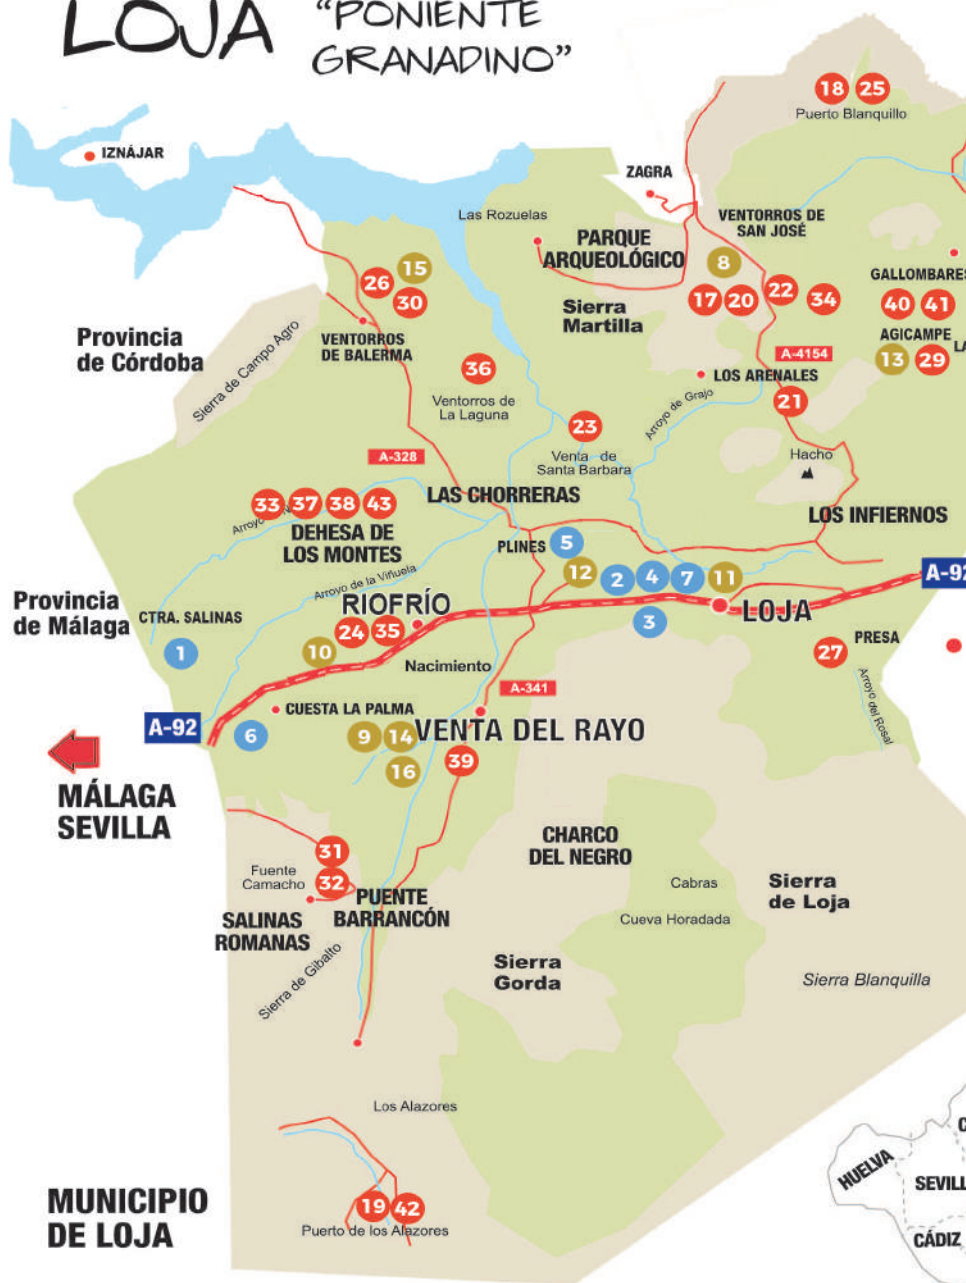 LOJA
"PONIENTE
GRANADINO"
18 25
Puerto Blanquillo
IZNÁJAR
ZAGRA
Las Rozuelas
VENTORROS DE
SAN JOSÉ
PARQUE
ARQUEOLÓGICO
8
15
26
30
GALLOMBARES
17 20 22 34 40 41
Sierra
Martilla
Provincia
de Córdoba
Sierra de Campo Agro
VENTORROS
DE BALERMA
AGICAMPE
LA
13 29
A-4154
36
LOS ARENALES
21
Ventorros de
La Laguna
Arroyo de Grajo
23
Venta de
Santa Barbara
Hacho
A-328
LAS CHORRERAS
33 37 38 43
Arroyo
DEHESA DE
LOS MONTES
LOS INFIERNOS
PLINES 5
12 2 4 7 11
A-92
Arroyo de la Viñuela
Provincia
de Málaga
CTRA. SALINAS
1
RIOFRÍO
24 35
10
3
LOJA
27
PRESA
Nacimiento
Arroyo del Rosal
A-341
CUESTA LA PALMA
A-92
6
9 14
VENTA DEL RAYO
16
39
MÁLAGA
SEVILLA
31
32
Fuente
Camacho
CHARCO
DEL NEGRO
Cabras
Sierra
de Loja
PUENTE
BARRANCÓN
SALINAS
ROMANAS
Cueva Horadada
Sierra de Gibalto
Sierra
Gorda
Sierra Blanquilla
Los Alazores
HUELVA
SEVILL
CÁDIZ
C
MUNICIPIO
DE LOJA
19 42
Puerto de los Alazores